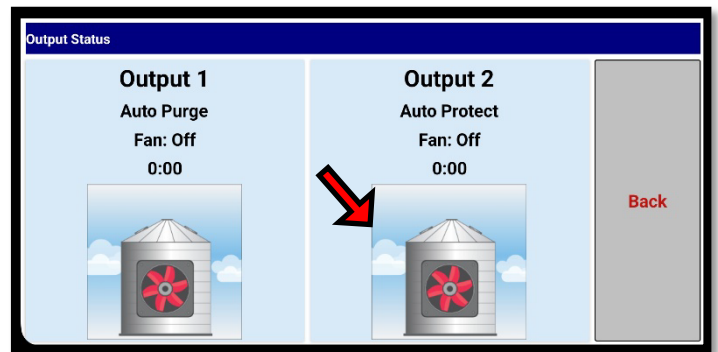 Output Status
Output 1
Auto Purge
Fan: Off
0:00
Output 2
Auto Protect
Fan: Off
0:00
Back